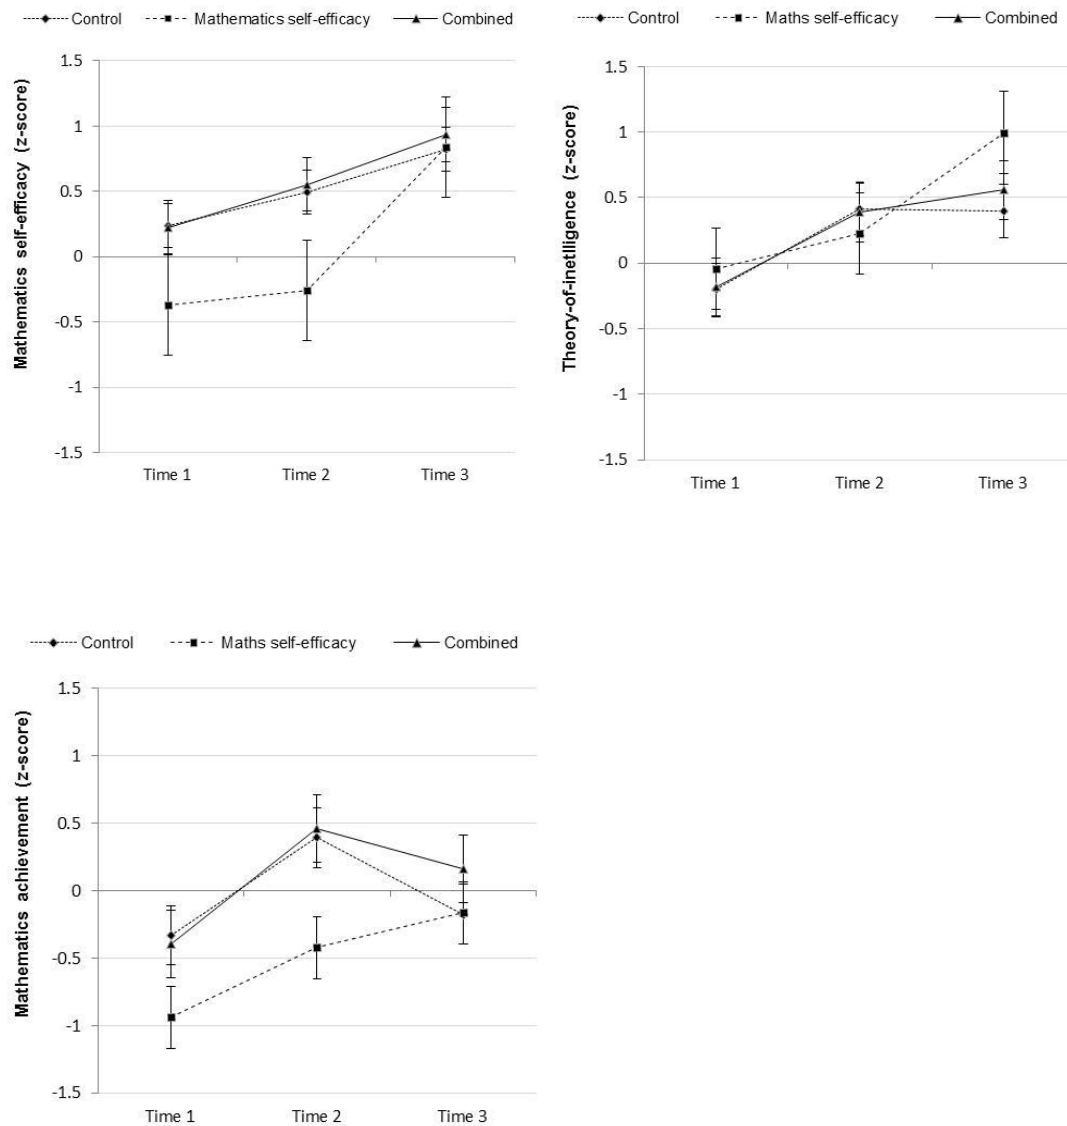 Control Mathematics self-efficacy Combined
Mathematics self-efficacy (z-score)
1.5
1
0.5
0
-0.5
-1
-1.5
Time 1 Time 2 Time 3
Control Maths self-efficacy Combined
Theory-of-inetlligence (z-score)
1.5
1
0.5
0
-0.5
-1
-1.5
Time 1 Time 2 Time 3
Control Maths self-efficacy Combined
Mathematics achievement (z-score)
1.5
1
0.5
0
-0.5
-1
-1.5
Time 1 Time 2 Time 3